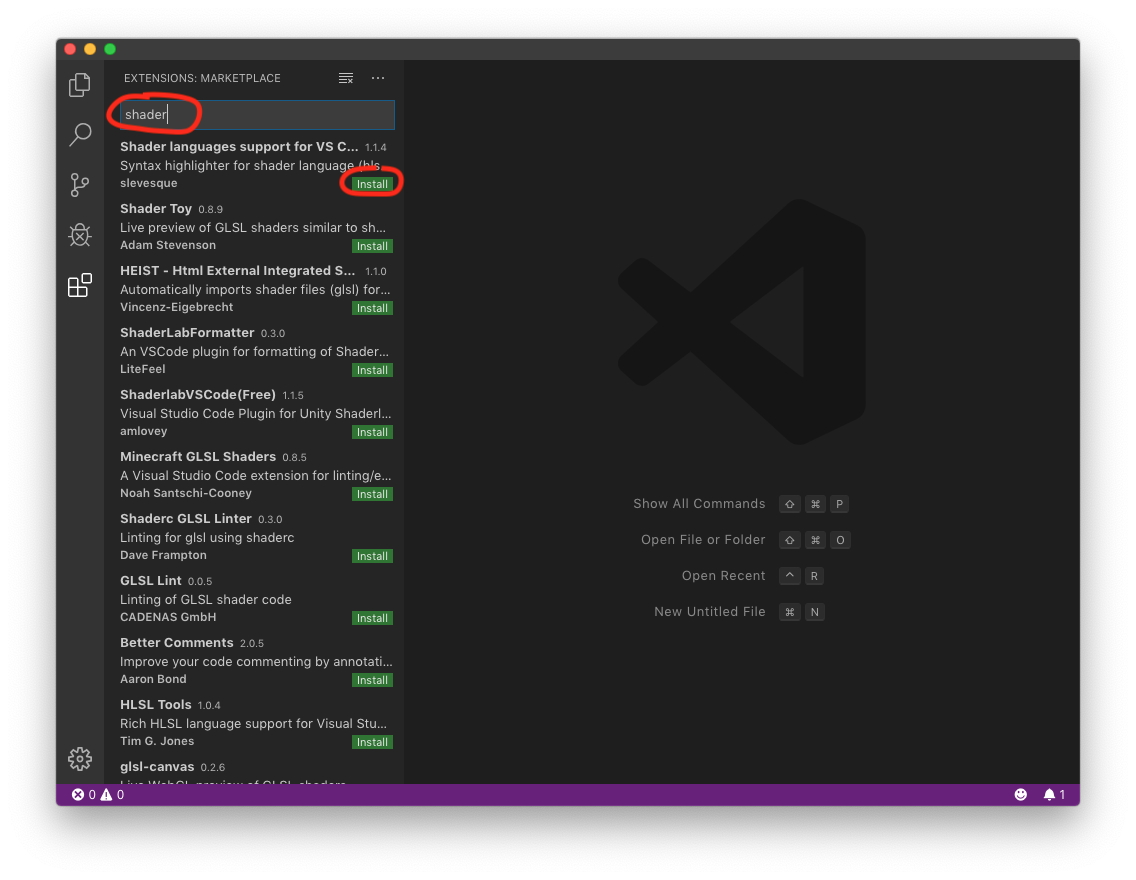 EXTENSIONS: MARKETPLACE
shader
Shader languages support for VS C... 1.1.4
Syntax highlighter for shader language (hls...
slevesque Install
Shader Toy 0.8.9
Live preview of GLSL shaders similar to sh...
Adam Stevenson Install
HEIST - Html External Integrated S... 1.1.0
Automatically imports shader files (glsl) for...
Vincenz-Eigebrecht Install
ShaderLabFormatter 0.3.0
An VSCode plugin for formatting of Shader...
LiteFeel Install
ShaderlabVSCode(Free) 1.1.5
Visual Studio Code Plugin for Unity Shaderl...
amlovey Install
Minecraft GLSL Shaders 0.8.5
A Visual Studio Code extension for linting/e...
Noah Santschi-Cooney Install
Shaderc GLSL Linter 0.3.0
Linting for glsl using shaderc
Dave Frampton Install
GLSL Lint 0.0.5
Linting of GLSL shader code
CADENAS GmbH Install
Better Comments 2.0.5
Improve your code commenting by annotati...
Aaron Bond Install
HLSL Tools 1.0.4
Rich HLSL language support for Visual Stu...
Tim G. Jones Install
glsl-canvas 0.2.6
Live WebGL preview of GLSL shaders
Show All Commands ⇧ ⌘ P
Open File or Folder ⇧ ⌘ O
Open Recent ^ R
New Untitled File ⌘ N
0 0
1